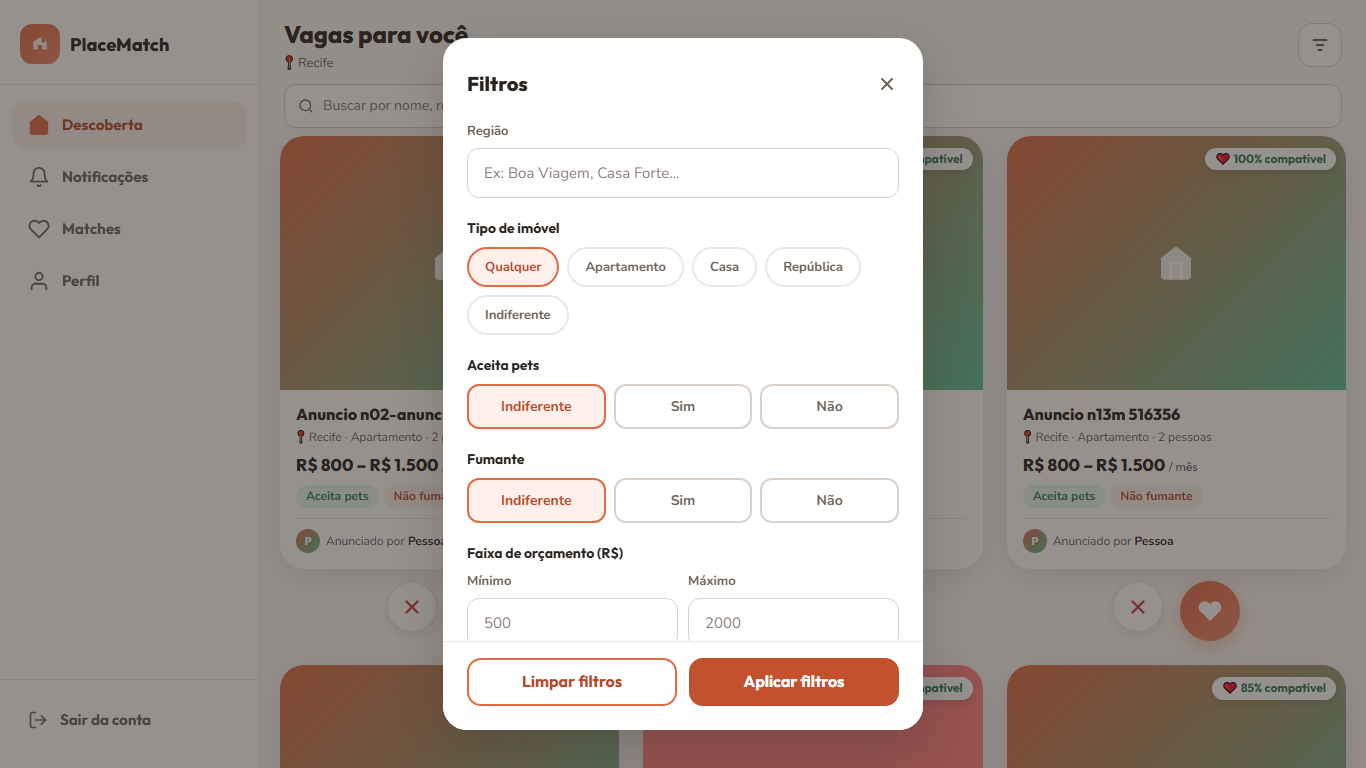 PlaceMatch
Descoberta
Notificações
Matches
Perfil
Sair da conta
Vagas para você
Recife
Buscar por nome, r
Filtros
Região
Ex: Boa Viagem, Casa Forte...
Tipo de imóvel
Qualquer
Apartamento
Casa
República
Indiferente
Aceita pets
Indiferente
Sim
Não
Fumante
Indiferente
Sim
Não
Faixa de orçamento (R$)
Mínimo
Máximo
500
2000
Limpar filtros
Aplicar filtros
Anuncio n02-anunc
Recife · Apartamento · 2
R$ 800 – R$ 1.500
Aceita pets
Não fuma
Anunciado por Pessoa
100% compatível
Anuncio n13m 516356
Recife · Apartamento · 2 pessoas
R$ 800 – R$ 1.500 / mês
Aceita pets
Não fumante
P
Anunciado por Pessoa
85% compatível